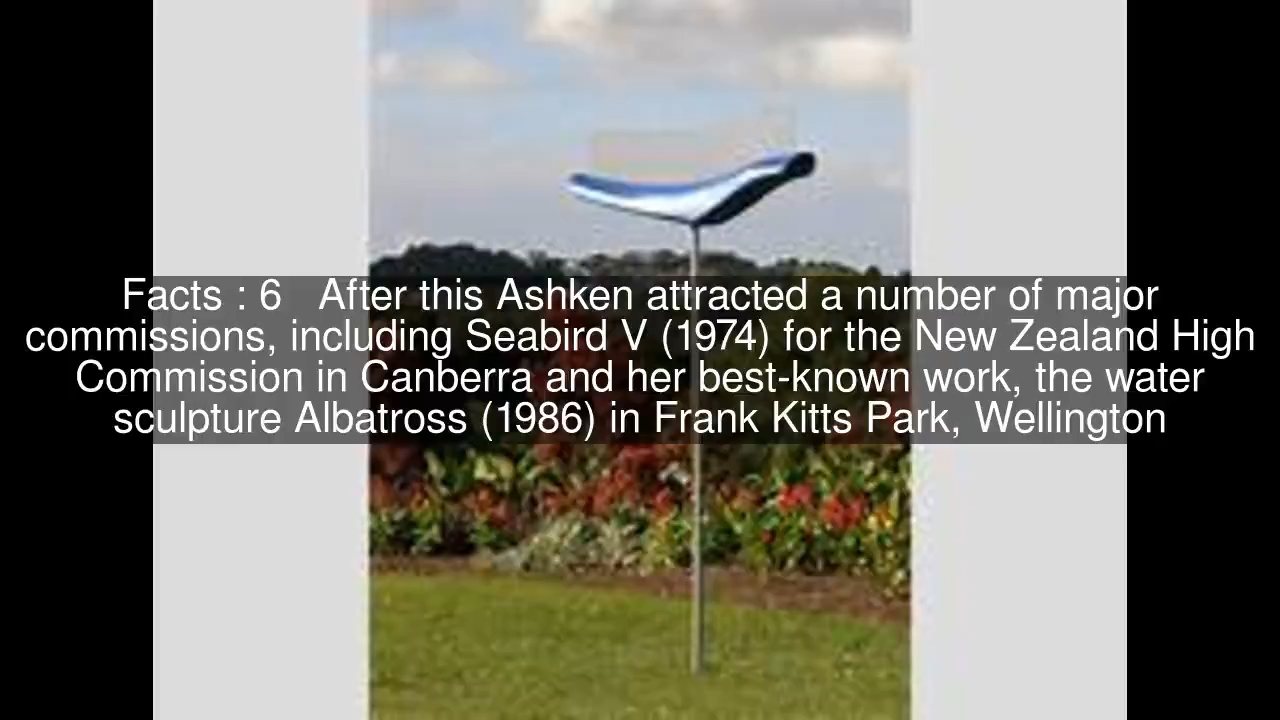 Facts : 6   After this Ashken attracted a number of major
commissions, including Seabird V (1974) for the New Zealand High
Commission in Canberra and her best-known work, the water
sculpture Albatross (1986) in Frank Kitts Park, Wellington